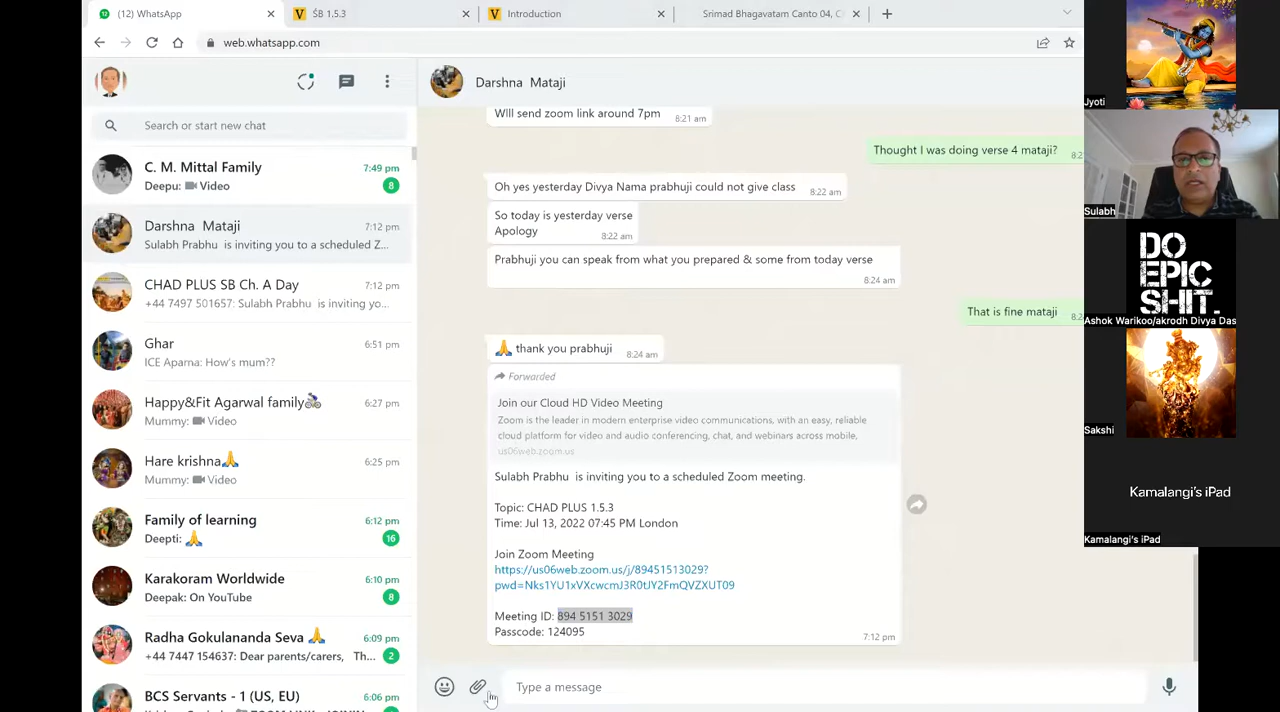 (12) WhatsApp
ŚB 1.5.3
Introduction
Srimad Bhagavatam Canto 04, C
web.whatsapp.com
Search or start new chat
C. M. Mittal Family
7:49 pm
Deepu: Video
8
Darshna Mataji
7:12 pm
Sulabh Prabhu is inviting you to a scheduled Z...
CHAD PLUS SB Ch. A Day
7:12 pm
+44 7497 501657: Sulabh Prabhu is inviting yo...
Ghar
6:51 pm
ICE Aparna: How's mum??
Happy&Fit Agarwal family
6:27 pm
Mummy: Video
Hare krishna🙏
6:25 pm
Mummy: Video
Family of learning
6:12 pm
Deepti: 🙏
16
Karakoram Worldwide
6:10 pm
Deepak: On YouTube
8
Radha Gokulananda Seva 🙏
6:09 pm
+44 7447 154637: Dear parents/carers, Th...
2
BCS Servants - 1 (US, EU)
6:06 pm
Darshna Mataji
WIll send zoom link around 7pm
8:21 am
Thought I was doing verse 4 mataji?
Oh yes yesterday Divya Nama prabhuji could not give class
8:22 am
So today is yesterday verse
Apology
8:22 am
Prabhuji you can speak from what you prepared & some from today verse
8:24 am
That is fine mataji
🙏 thank you prabhuji
8:24 am
Forwarded
Join our Cloud HD Video Meeting
Zoom is the leader in modern enterprise video communications, with an easy, reliable
cloud platform for video and audio conferencing, chat, and webinars across mobile,
us06web.zoom.us
Sulabh Prabhu is inviting you to a scheduled Zoom meeting.
Topic: CHAD PLUS 1.5.3
Time: Jul 13, 2022 07:45 PM London
Join Zoom Meeting
https://us06web.zoom.us/j/89451513029?
pwd=Nks1YU1xVXcwcmJ3R0tJY2FmQVZXUT09
Meeting ID: 894 5151 3029
Passcode: 124095
7:12 pm
Type a message
Jyoti
Sulabh
DO
EPIC
SHIT.
Ashok Warikoo/akrodh Divya Das
Sakshi
Kamalangi's iPad
Kamalangi's iPad